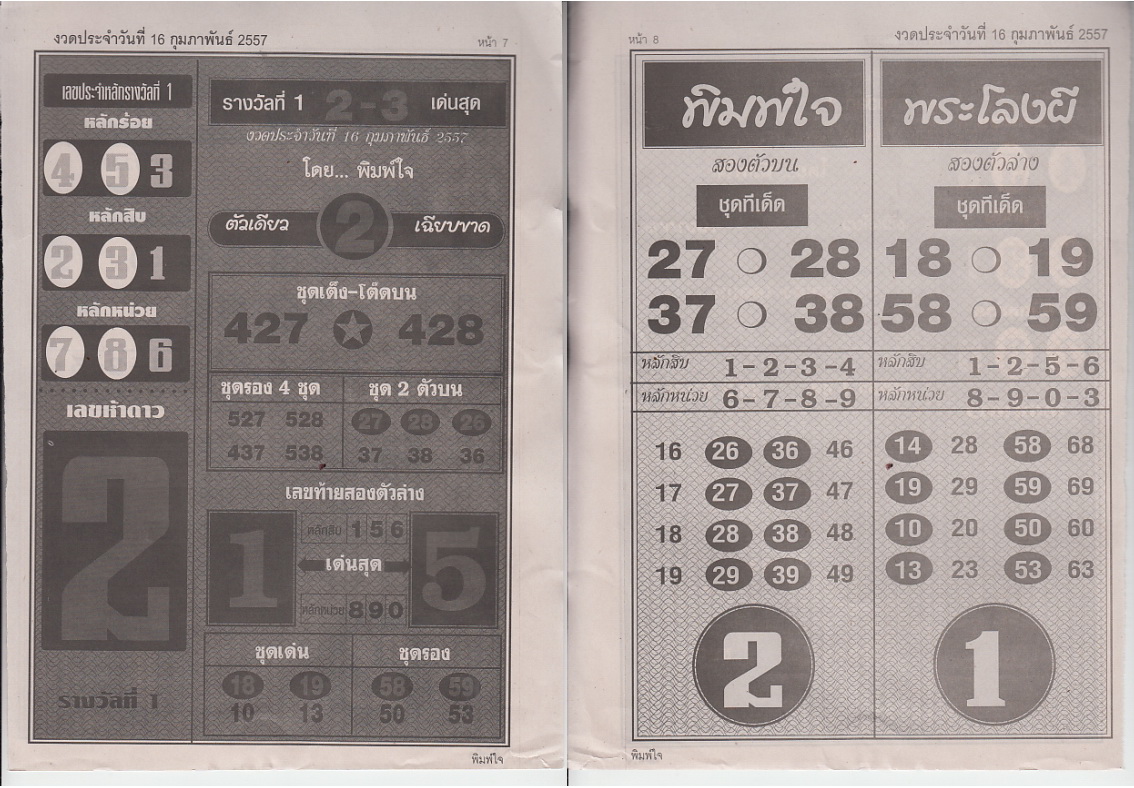 งวดประจำวันที่ 16 กุมภาพันธ์ 2557
หน้า 7
เลขประจำหลักรางวัลที่ 1
หลักร้อย
4 5 3
หลักสิบ
2 3 1
หลักหน่วย
7 8 6
เลขห้าดาว
2
รางวัลที่ 1
รางวัลที่ 1 2-3 เด่นสุด
งวดประจำวันที่ 16 กุมภาพันธ์ 2557
โดย... พิมพ์ใจ
ตัวเดียว 2 เฉียบขาด
ชุดเต็ง-โต๊ดบน
427 428
ชุดรอง 4 ชุด ชุด 2 ตัวบน
527 528 27 28 26
437 538 37 38 36
เลขท้ายสองตัวล่าง
หลักสิบ 1 5 6
1 เด่นสุด 5
หลักหน่วย 8 9 0
ชุดเด่น ชุดรอง
18 19 58 59
10 13 50 53
พิมพ์ใจ
หน้า 8
งวดประจำวันที่ 16 กุมภาพันธ์ 2557
พิมพ์ใจ พระโลงผี
สองตัวบน สองตัวล่าง
ชุดทีเด็ด ชุดทีเด็ด
27 28 18 19
37 38 58 59
หลักสิบ 1-2-3-4 หลักสิบ 1-2-5-6
หลักหน่วย 6-7-8-9 หลักหน่วย 8-9-0-3
16 26 36 46 14 28 58 68
17 27 37 47 19 29 59 69
18 28 38 48 10 20 50 60
19 29 39 49 13 23 53 63
2 1
พิมพ์ใจ